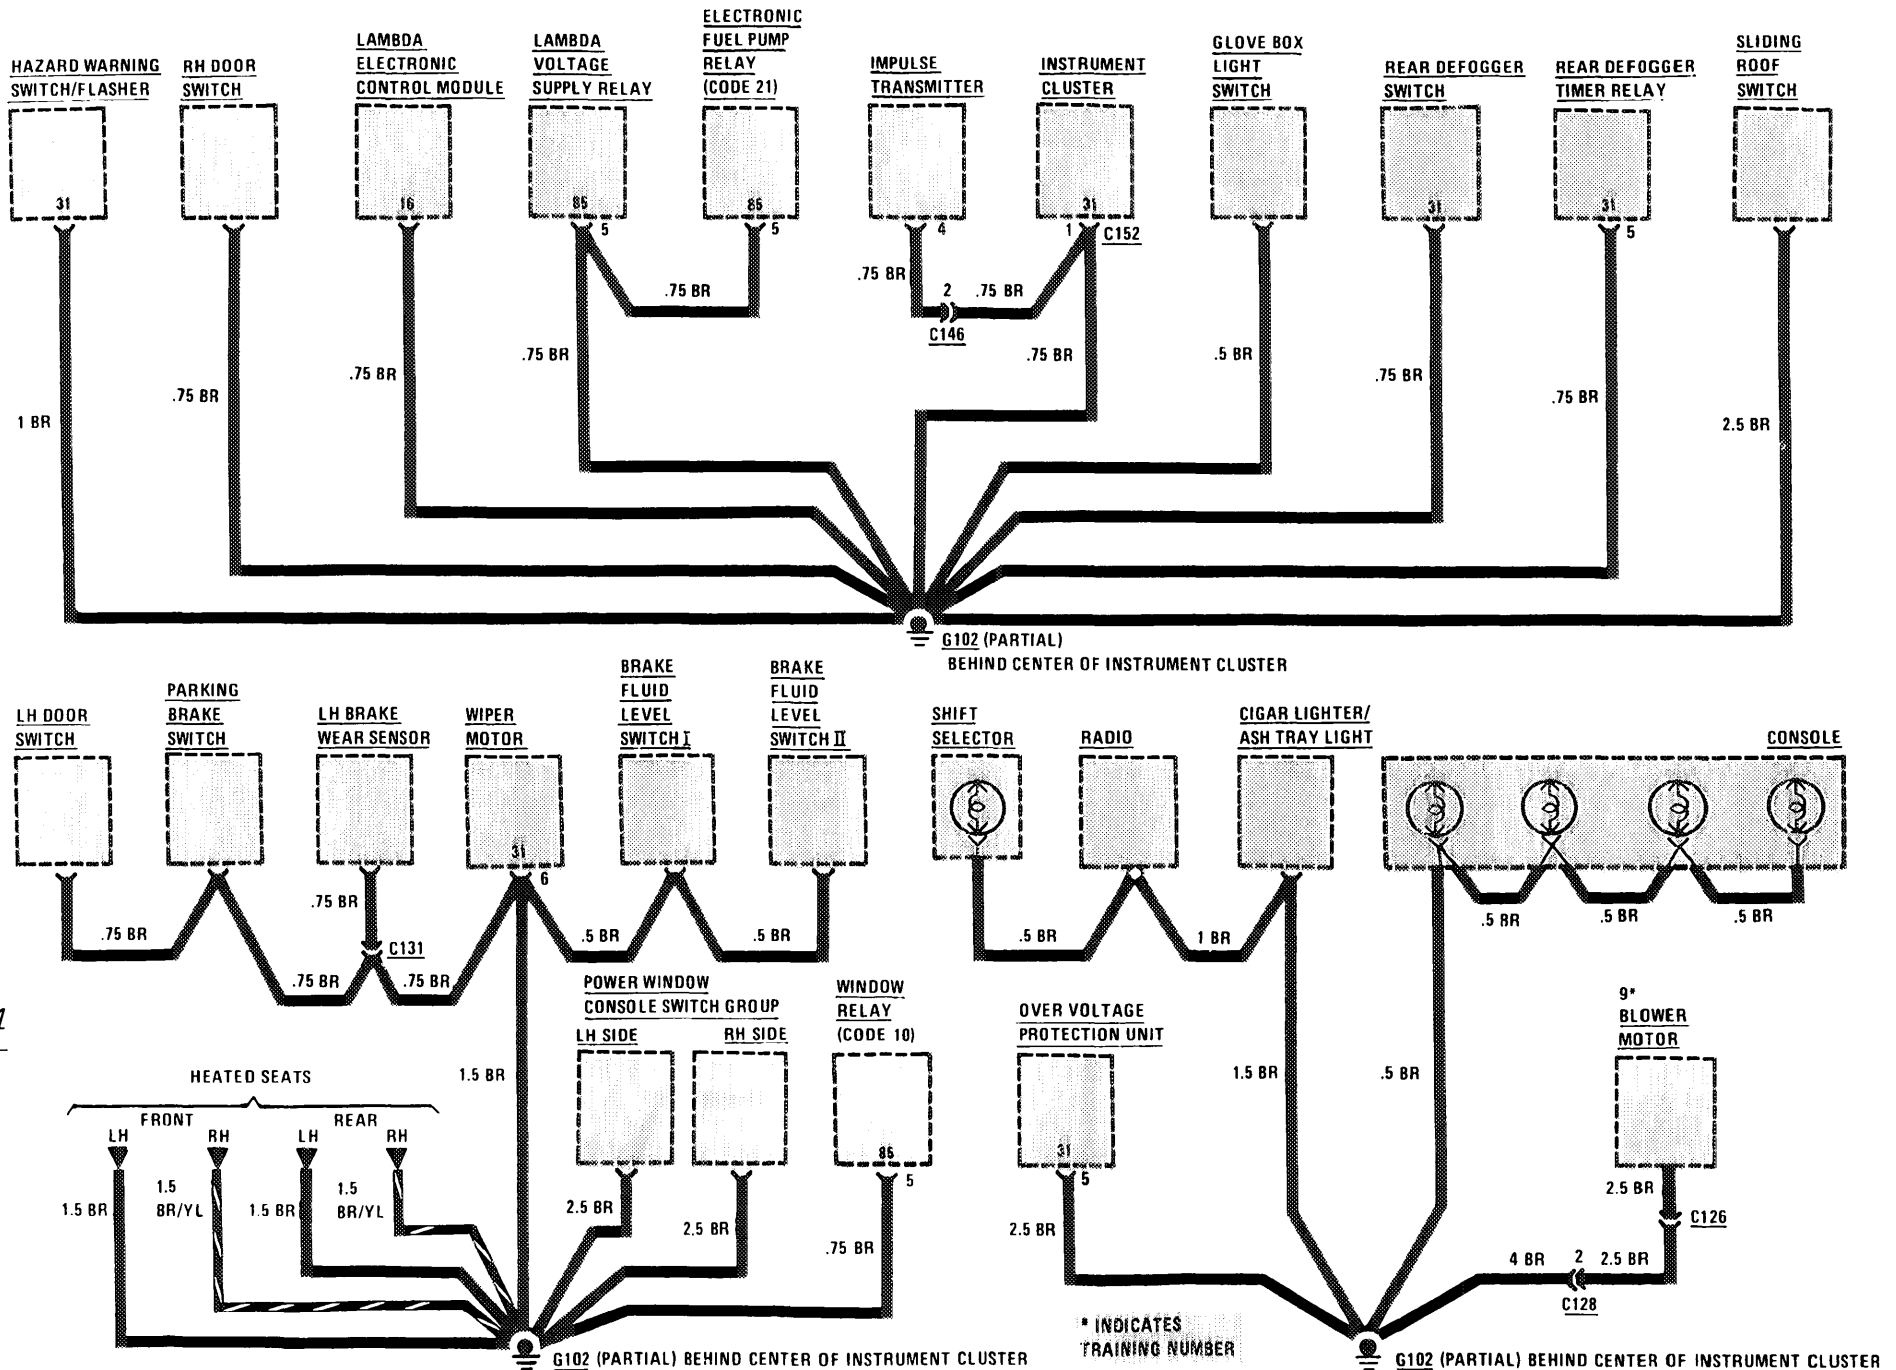 HAZARD WARNING
SWITCH/FLASHER
31
1 BR
RH DOOR
SWITCH
.75 BR
LAMBDA
ELECTRONIC
CONTROL MODULE
16
.75 BR
LAMBDA
VOLTAGE
SUPPLY RELAY
85
5
.75 BR
.75 BR
ELECTRONIC
FUEL PUMP
RELAY
(CODE 21)
85
5
IMPULSE
TRANSMITTER
4
.75 BR
2
.75 BR
C146
INSTRUMENT
CLUSTER
31
1
C152
.75 BR
GLOVE BOX
LIGHT
SWITCH
.5 BR
REAR DEFOGGER
SWITCH
31
.75 BR
REAR DEFOGGER
TIMER RELAY
31
5
.75 BR
SLIDING
ROOF
SWITCH
2.5 BR
G102 (PARTIAL)
BEHIND CENTER OF INSTRUMENT CLUSTER
LH DOOR
SWITCH
.75 BR
PARKING
BRAKE
SWITCH
.75 BR
LH BRAKE
WEAR SENSOR
.75 BR
C131
.75 BR
WIPER
MOTOR
31
6
1.5 BR
BRAKE
FLUID
LEVEL
SWITCH I
.5 BR
BRAKE
FLUID
LEVEL
SWITCH II
.5 BR
SHIFT
SELECTOR
.5 BR
RADIO
1 BR
CIGAR LIGHTER/
ASH TRAY LIGHT
1.5 BR
CONSOLE
.5 BR
.5 BR
.5 BR
.5 BR
1
HEATED SEATS
FRONT
REAR
LH
RH
LH
RH
1.5 BR
1.5
BR/YL
1.5 BR
1.5
BR/YL
POWER WINDOW
CONSOLE SWITCH GROUP
LH SIDE
RH SIDE
2.5 BR
2.5 BR
WINDOW
RELAY
(CODE 10)
85
5
.75 BR
G102 (PARTIAL) BEHIND CENTER OF INSTRUMENT CLUSTER
OVER VOLTAGE
PROTECTION UNIT
31
5
2.5 BR
9*
BLOWER
MOTOR
2.5 BR
C126
4 BR
2
2.5 BR
C128
* INDICATES
TRAINING NUMBER
G102 (PARTIAL) BEHIND CENTER OF INSTRUMENT CLUSTER